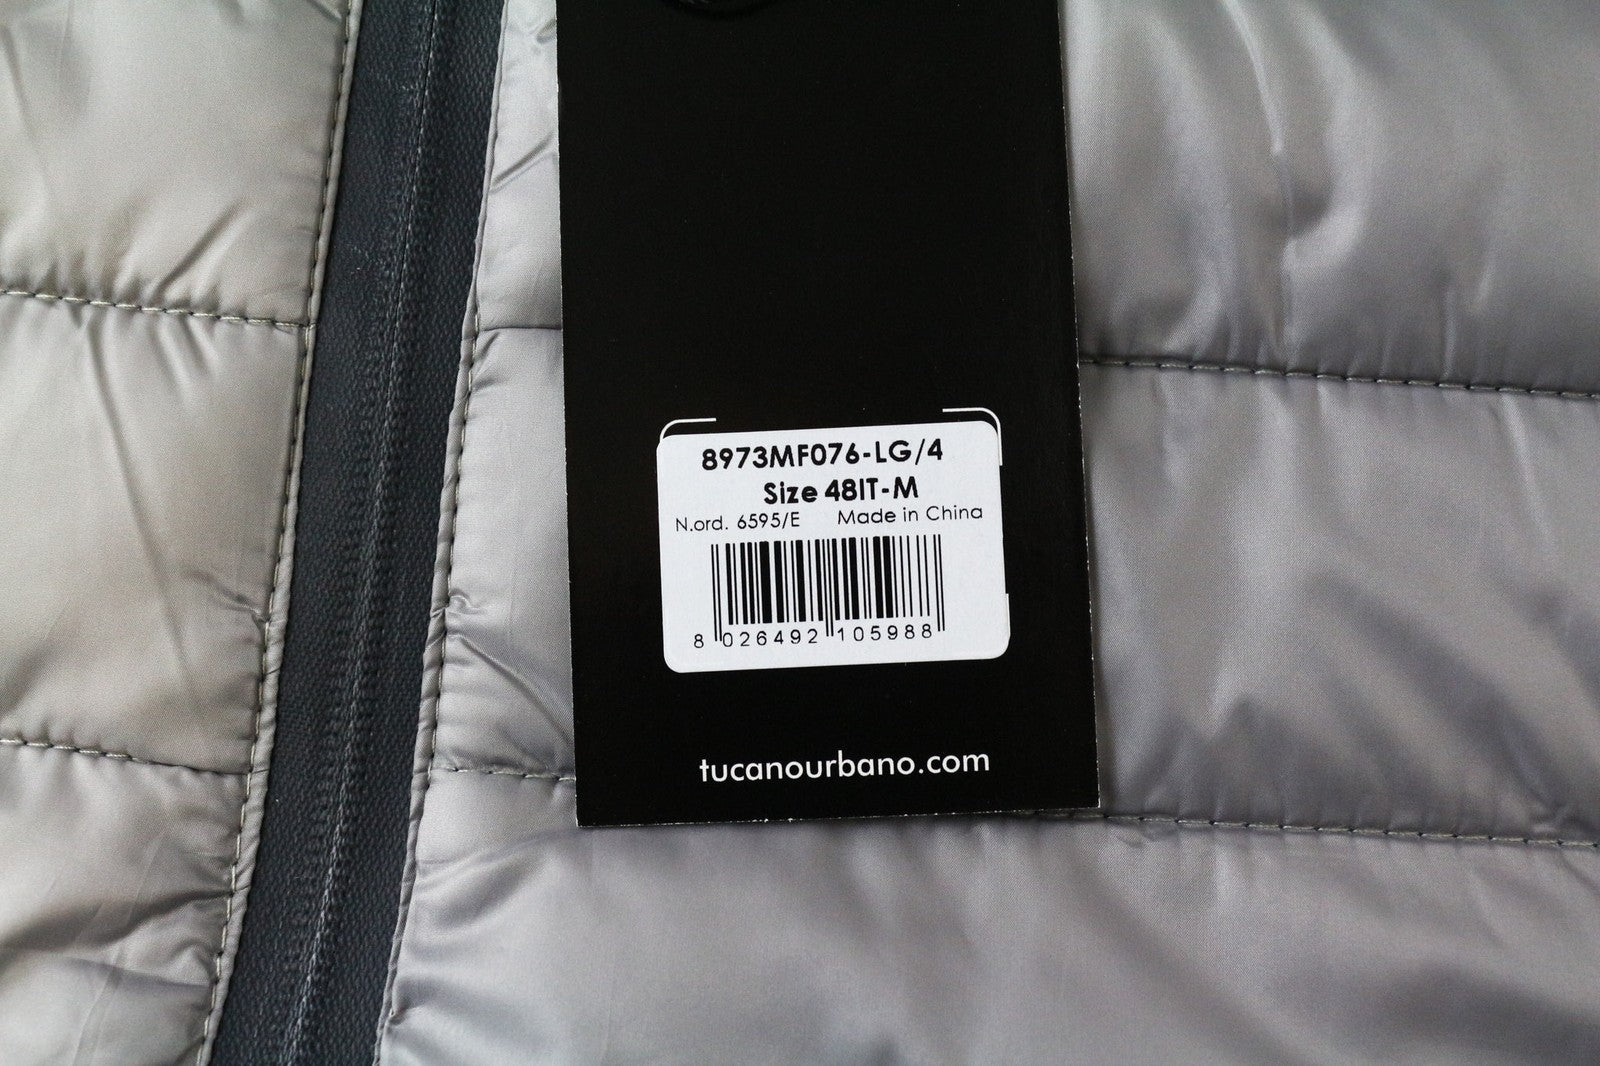 8973MF076-LG/4
Size 48IT-M
N.ord. 6595/E Made in China
8 026492 105988
tucanourbano.com